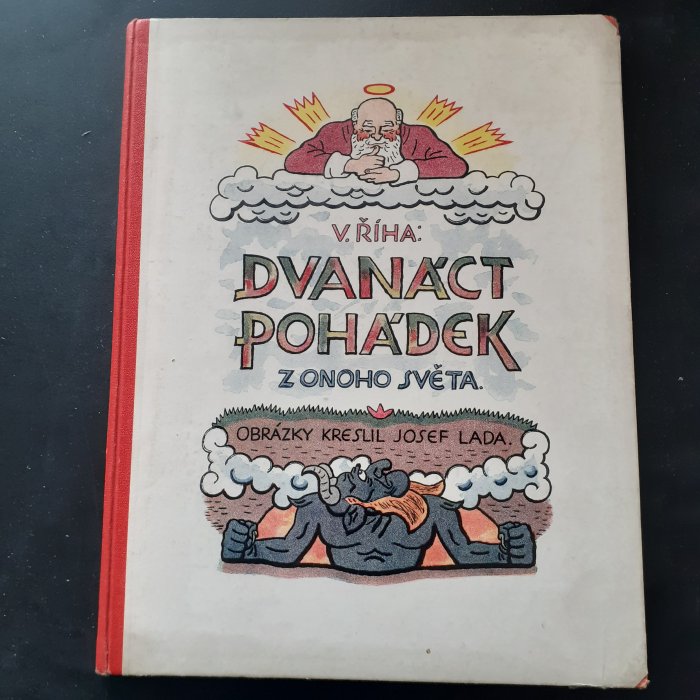 V. ŘÍHA:
DVANÁCT
POHÁDEK
Z ONOHO SVĚTA.
OBRÁZKY KRESLIL JOSEF LADA.